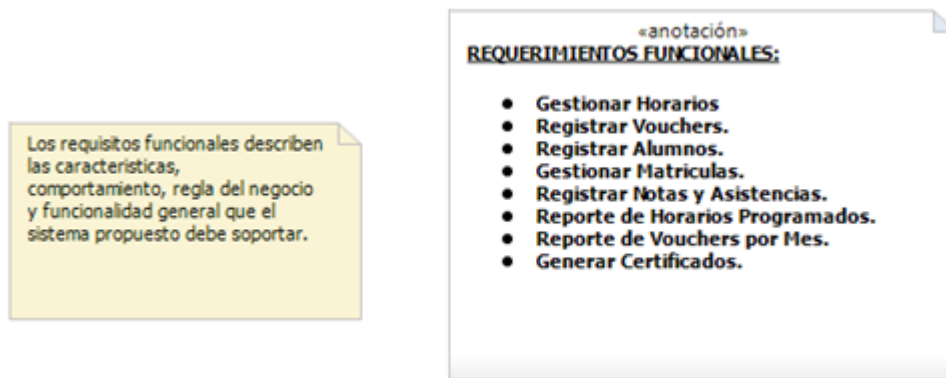 Los requisitos funcionales describen
las caracteristicas,
comportamiento, regla del negocio
y funcionalidad general que el
sistema propuesto debe soportar.
«anotación»
REQUERIMIENTOS FUNCIONALES:
● Gestionar Horarios
● Registrar Vouchers.
● Registrar Alumnos.
● Gestionar Matriculas.
● Registrar Notas y Asistencias.
● Reporte de Horarios Programados.
● Reporte de Vouchers por Mes.
● Generar Certificados.